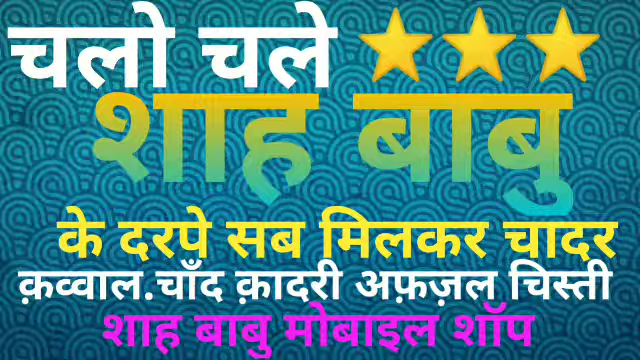 चलो चले ⭐⭐⭐
शाह बाबु
के दरपे सब मिलकर चादर
क़व्वाल.चाँद क़ादरी अफ़ज़ल चिस्ती
शाह बाबु मोबाइल शॉप